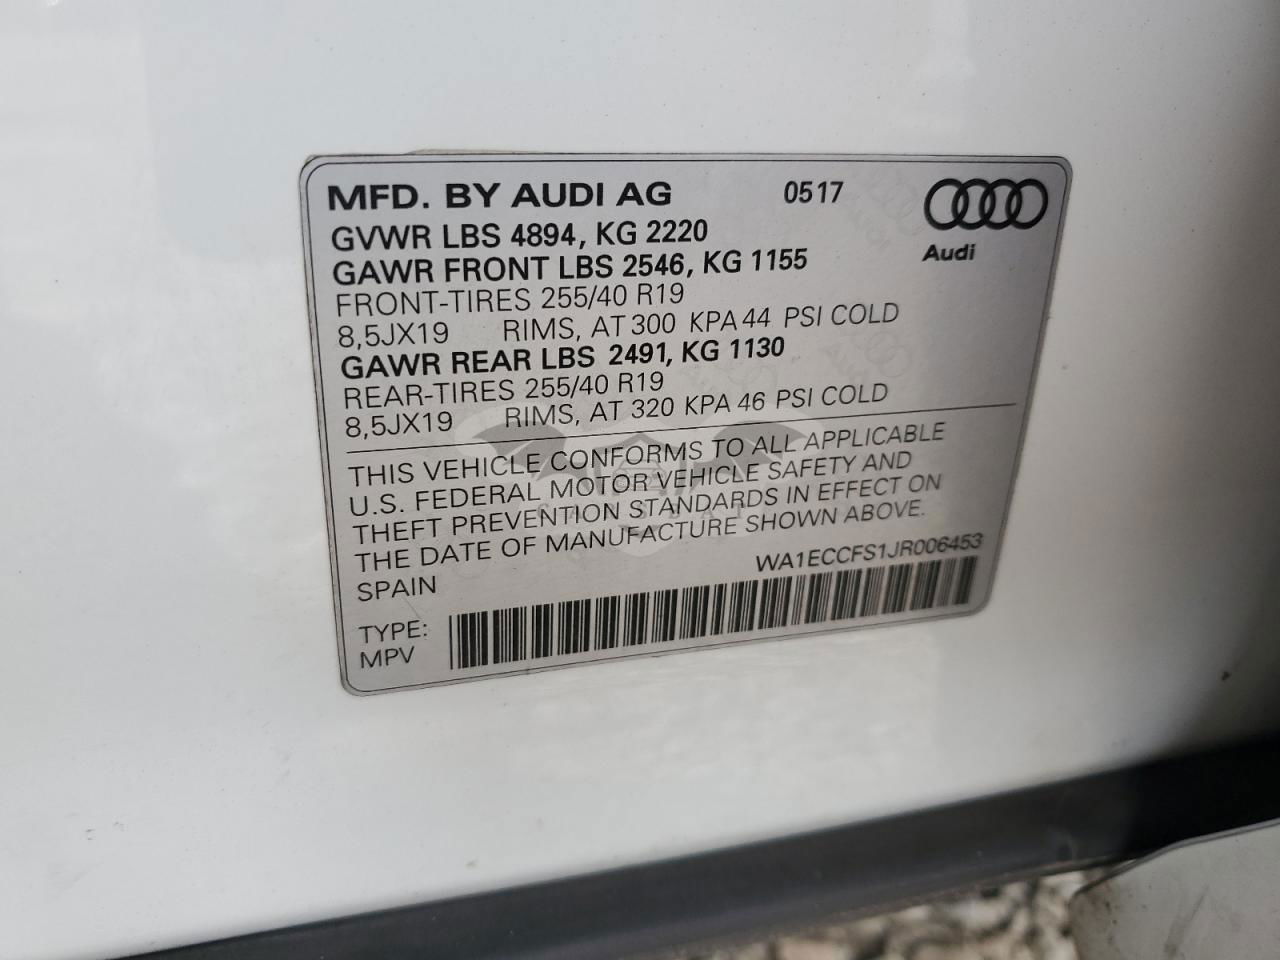 MFD. BY AUDI AG 0517
Audi
GVWR LBS 4894, KG 2220
GAWR FRONT LBS 2546, KG 1155
FRONT-TIRES 255/40 R19
8,5JX19 RIMS, AT 300 KPA 44 PSI COLD
GAWR REAR LBS 2491, KG 1130
REAR-TIRES 255/40 R19
8,5JX19 RIMS, AT 320 KPA 46 PSI COLD
THIS VEHICLE CONFORMS TO ALL APPLICABLE
U.S. FEDERAL MOTOR VEHICLE SAFETY AND
THEFT PREVENTION STANDARDS IN EFFECT ON
THE DATE OF MANUFACTURE SHOWN ABOVE.
SPAIN WA1ECCFS1JR006453
TYPE:
MPV